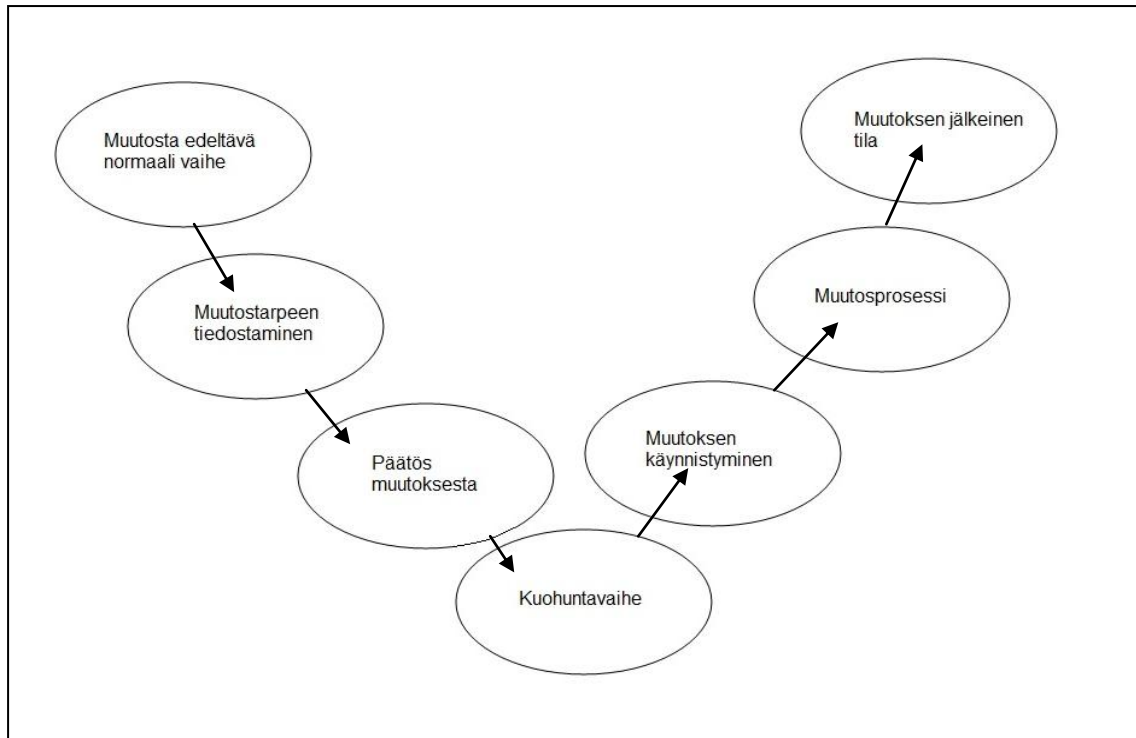 Muutosta edeltävä
normaali vaihe
Muutostarpeen
tiedostaminen
Päätös
muutoksesta
Kuohuntavaihe
Muutoksen
käynnistyminen
Muutosprosessi
Muutoksen jälkeinen
tila